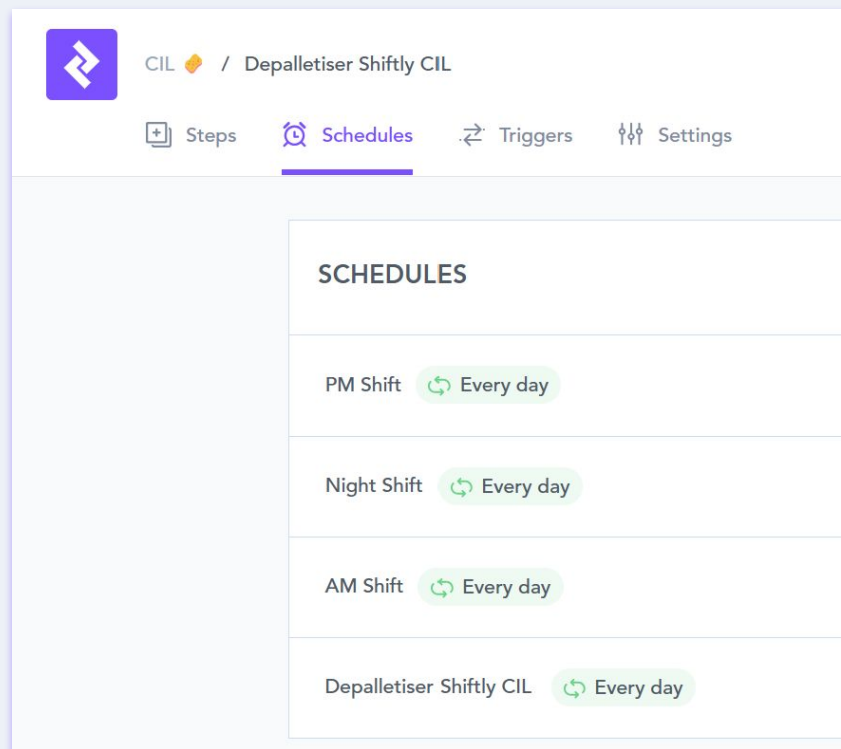 CIL / Depalletiser Shiftly CIL
Steps Schedules Triggers Settings
SCHEDULES
PM Shift Every day
Night Shift Every day
AM Shift Every day
Depalletiser Shiftly CIL Every day